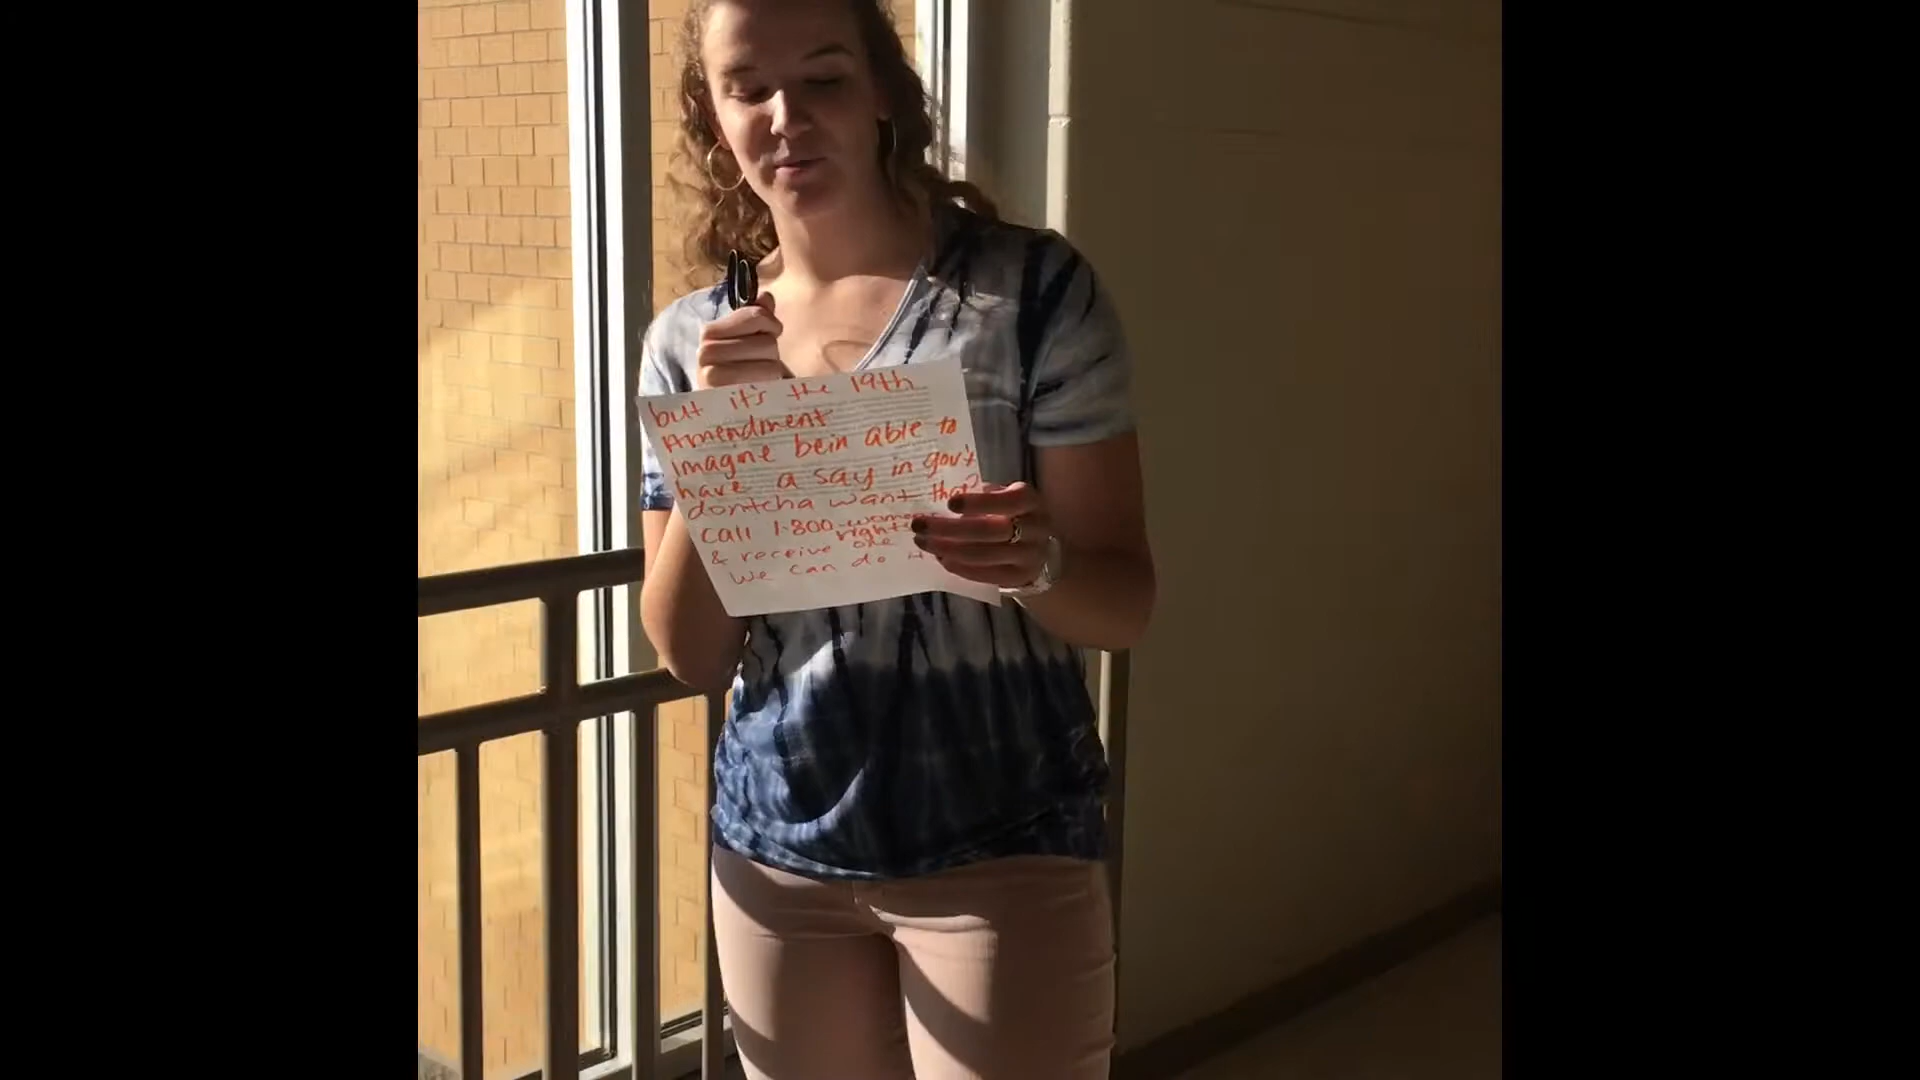 but it's the 19th
Amendment
Imagine bein able to
have a say in gov't
dontcha want that?
call 1-800-women
rights
& receive one
We can do